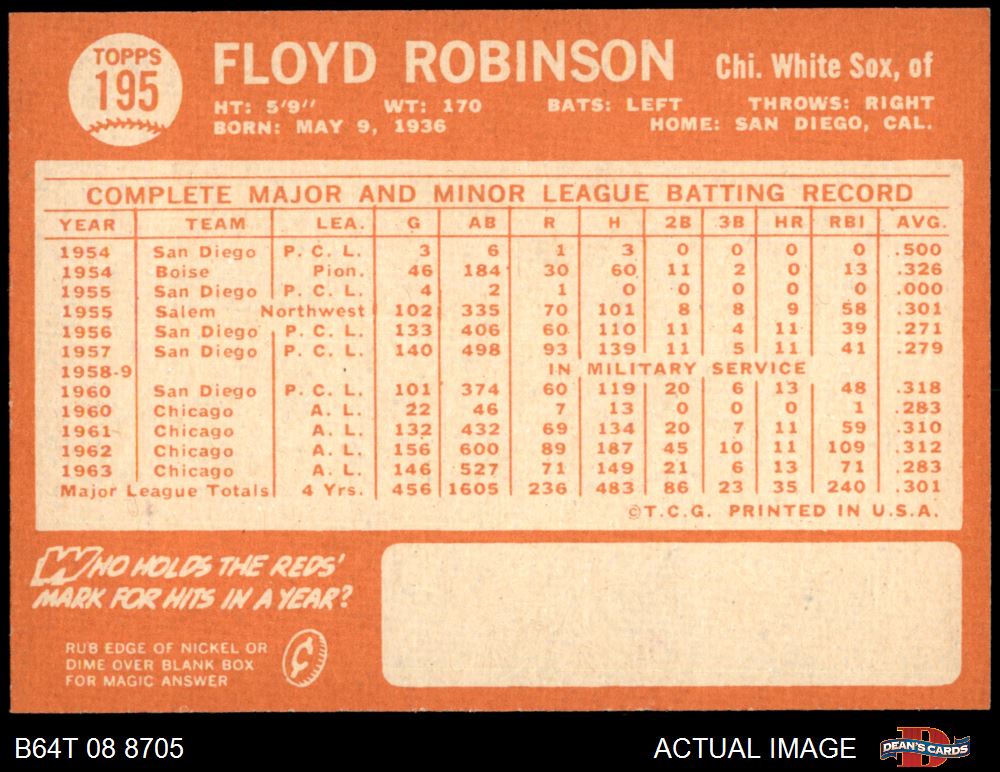 TOPPS
195
FLOYD ROBINSON
Chi. White Sox, of
HT: 5'9" WT: 170 BATS: LEFT THROWS: RIGHT
BORN: MAY 9, 1936 HOME: SAN DIEGO, CAL.
COMPLETE MAJOR AND MINOR LEAGUE BATTING RECORD
YEAR TEAM LEA. G AB R H 2B 3B HR RBI AVG.
1954 San Diego P. C. L. 3 6 1 3 0 0 0 0 .500
1954 Boise Pion. 46 184 30 60 11 2 0 13 .326
1955 San Diego P. C. L. 4 2 1 0 0 0 0 0 .000
1955 Salem Northwest 102 335 70 101 8 8 9 58 .301
1956 San Diego P. C. L. 133 406 60 110 11 4 11 39 .271
1957 San Diego P. C. L. 140 498 93 139 11 5 11 41 .279
1958-9 IN MILITARY SERVICE
1960 San Diego P. C. L. 101 374 60 119 20 6 13 48 .318
1960 Chicago A. L. 22 46 7 13 0 0 0 1 .283
1961 Chicago A. L. 132 432 69 134 20 7 11 59 .310
1962 Chicago A. L. 156 600 89 187 45 10 11 109 .312
1963 Chicago A. L. 146 527 71 149 21 6 13 71 .283
Major League Totals 4 Yrs. 456 1605 236 483 86 23 35 240 .301
©T.C.G. PRINTED IN U.S.A.
WHO HOLDS THE REDS'
MARK FOR HITS IN A YEAR?
RUB EDGE OF NICKEL OR
DIME OVER BLANK BOX
FOR MAGIC ANSWER
¢
B64T 08 8705
ACTUAL IMAGE
D
DEAN'S CARDS